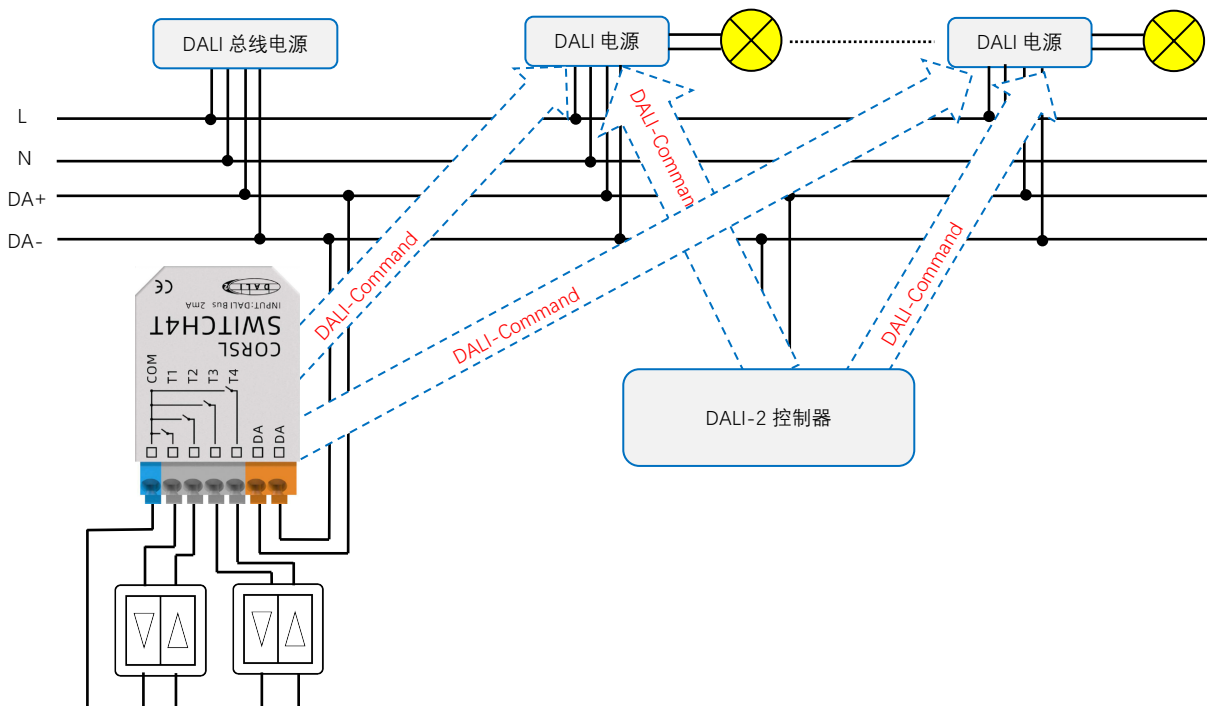 DALI 总线电源
DALI 电源
DALI 电源
L
N
DA+
DA-
DALI-Command
DALI-Comman
DALI-Command
DALI-Command
CE
DALI
INPUT:DALI Bus 2mA
SWITCH4T
CORSL
COM
T1
T2
T3
T4
DA
DA
DALI-2 控制器